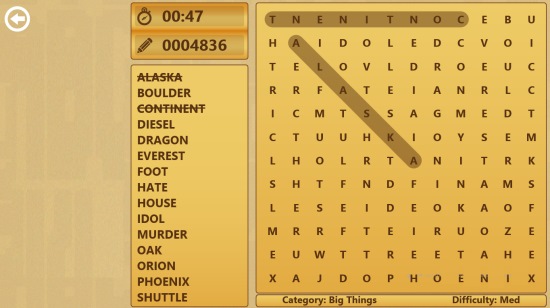 00:47
0004836
ALASKA
BOULDER
CONTINENT
DIESEL
DRAGON
EVEREST
FOOT
HATE
HOUSE
IDOL
MURDER
OAK
ORION
PHOENIX
SHUTTLE
T N E N I T N O C E B U
H A I D O L E D C V O I
T E L O V L D R O E U C
R R F A T E I A N R L C
I C M T S S A G M E D T
C T U U H K I O Y S E M
L H O L R T A N I T R K
S H T F N D F I N A M S
L E S E I D E O K A O F
M R R F T E I R U O Z E
E U W T T R E E T A H E
X A J D O P H O E N I X
Category: Big Things
Difficulty: Med